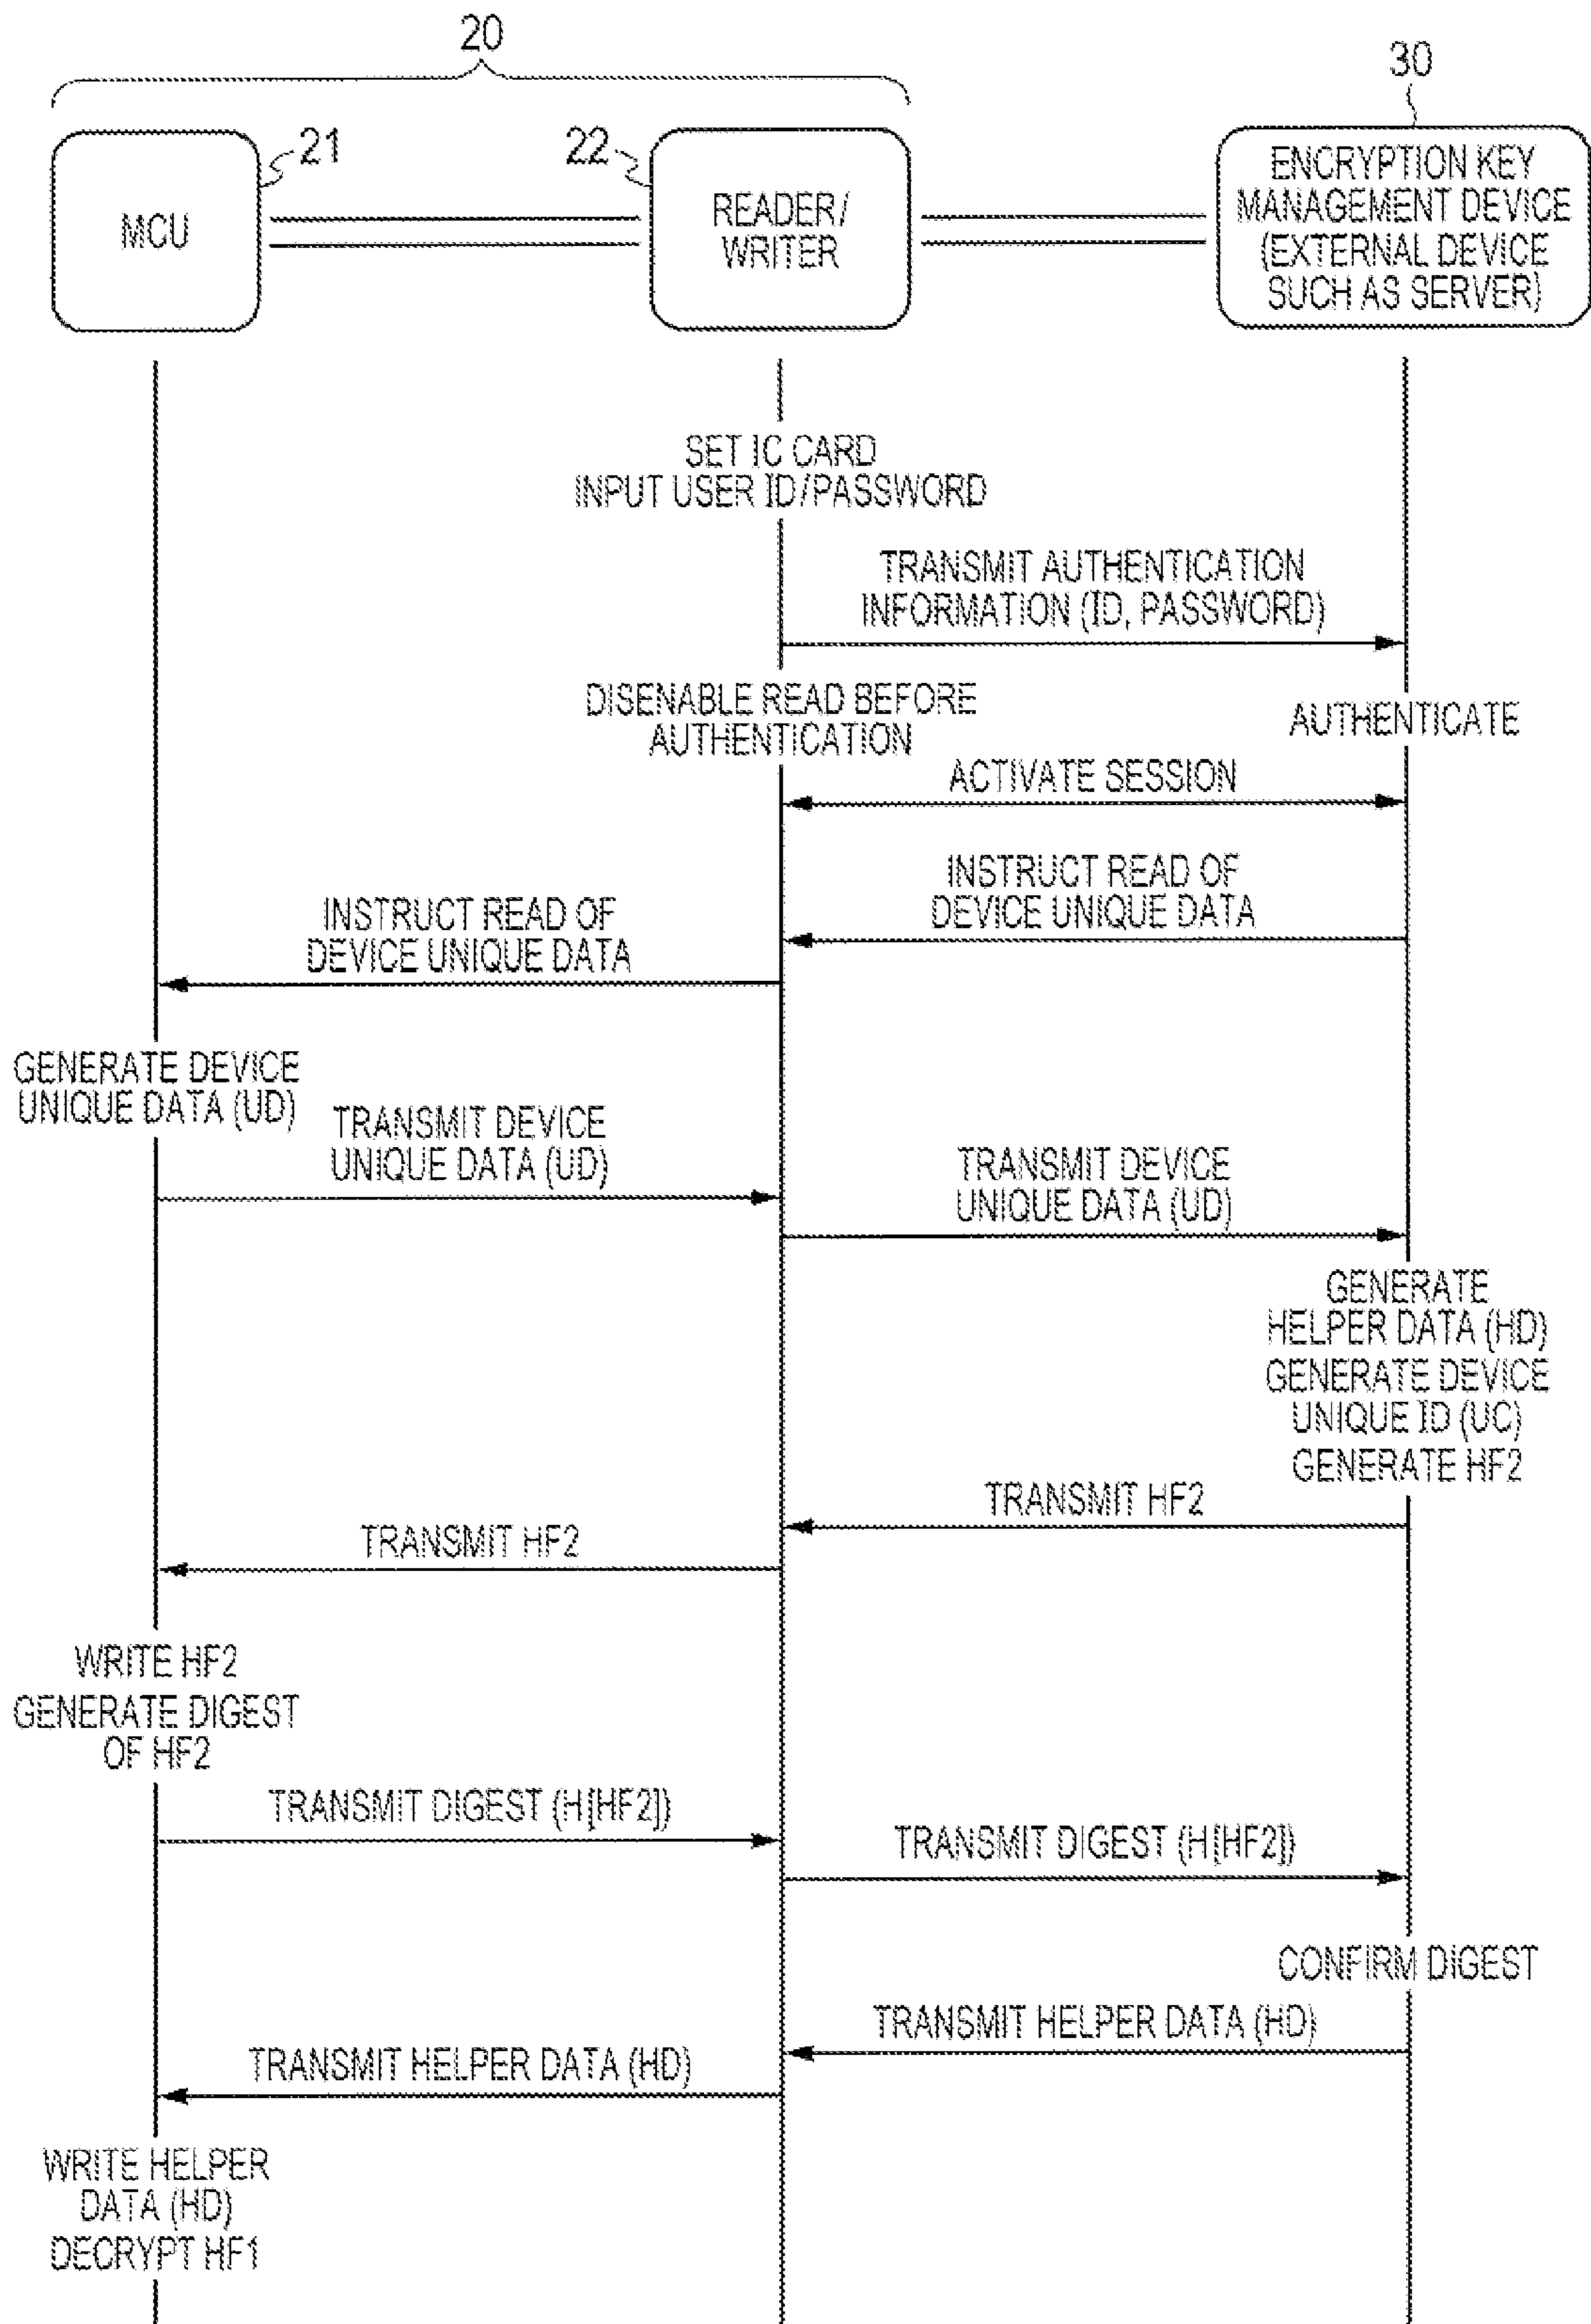 20
30
21
22
MCU
READER/
WRITER
ENCRYPTION KEY
MANAGEMENT DEVICE
(EXTERNAL DEVICE
SUCH AS SERVER)
SET IC CARD
INPUT USER ID/PASSWORD
TRANSMIT AUTHENTICATION
INFORMATION (ID, PASSWORD)
DISENABLE READ BEFORE
AUTHENTICATION
AUTHENTICATE
ACTIVATE SESSION
INSTRUCT READ OF
DEVICE UNIQUE DATA
INSTRUCT READ OF
DEVICE UNIQUE DATA
GENERATE DEVICE
UNIQUE DATA (UD)
TRANSMIT DEVICE
UNIQUE DATA (UD)
TRANSMIT DEVICE
UNIQUE DATA (UD)
GENERATE
HELPER DATA (HD)
GENERATE DEVICE
UNIQUE ID (UC)
GENERATE HF2
TRANSMIT HF2
TRANSMIT HF2
WRITE HF2
GENERATE DIGEST
OF HF2
TRANSMIT DIGEST (H[HF2])
TRANSMIT DIGEST (H[HF2])
CONFIRM DIGEST
TRANSMIT HELPER DATA (HD)
TRANSMIT HELPER DATA (HD)
WRITE HELPER
DATA (HD)
DECRYPT HF1